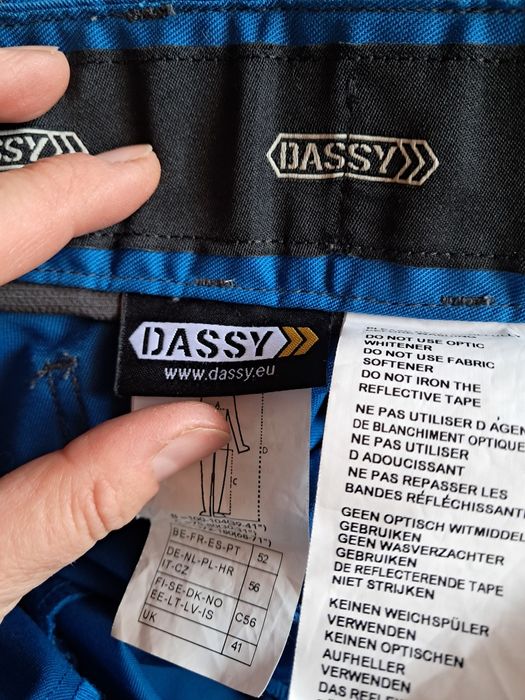 SSY
DASSY
DASSY
www.dassy.eu
D
C
BE-FR-ES-PT 52
DE-NL-PL-HR
IT-CZ 56
FI-SE-DK-NO
EE-LT-LV-IS C56
UK 41
DO NOT USE OPTIC
WHITENER
DO NOT USE FABRIC
SOFTENER
DO NOT IRON THE
REFLECTIVE TAPE
NE PAS UTILISER D AGEN
DE BLANCHIMENT OPTIQUE
NE PAS UTILISER
D ADOUCISSANT
NE PAS REPASSER LES
BANDES RÉFLÉCHISSANT
GEEN OPTISCH WITMIDDEL
GEBRUIKEN
GEEN WASVERZACHTER
GEBRUIKEN
DE REFLECTERENDE TAPE
NIET STRIJKEN
KEINEN WEICHSPÜLER
VERWENDEN
KEINEN OPTISCHEN
AUFHELLER
VERWENDEN
DAS REFLE